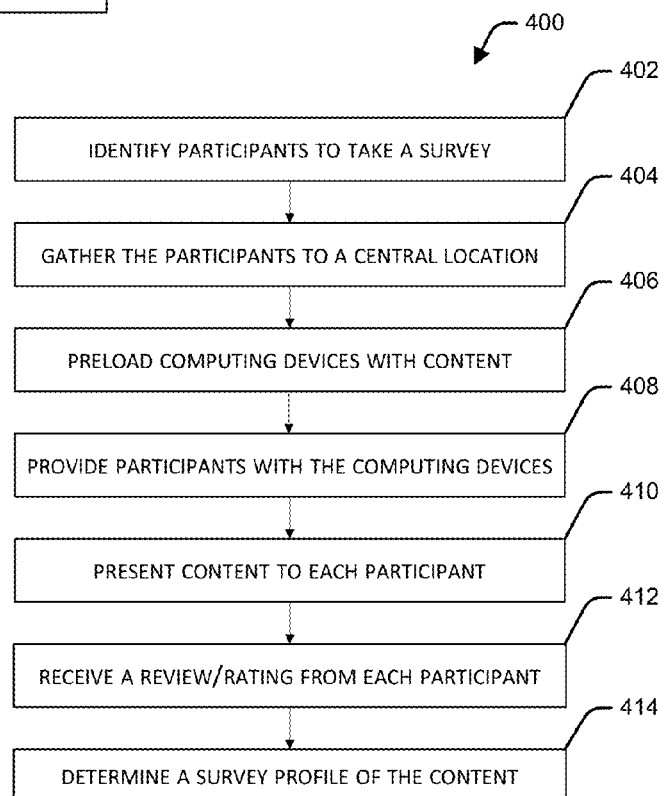 400
402
IDENTIFY PARTICIPANTS TO TAKE A SURVEY
404
GATHER THE PARTICIPANTS TO A CENTRAL LOCATION
406
PRELOAD COMPUTING DEVICES WITH CONTENT
408
PROVIDE PARTICIPANTS WITH THE COMPUTING DEVICES
410
PRESENT CONTENT TO EACH PARTICIPANT
412
RECEIVE A REVIEW/RATING FROM EACH PARTICIPANT
414
DETERMINE A SURVEY PROFILE OF THE CONTENT